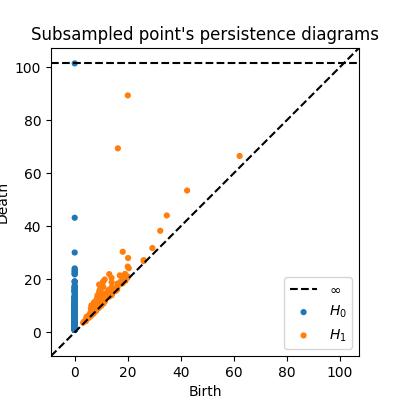 Subsampled point's persistence diagrams
Death
100
80
60
40
20
0
∞
H₀
H₁
0 20 40 60 80 100
Birth